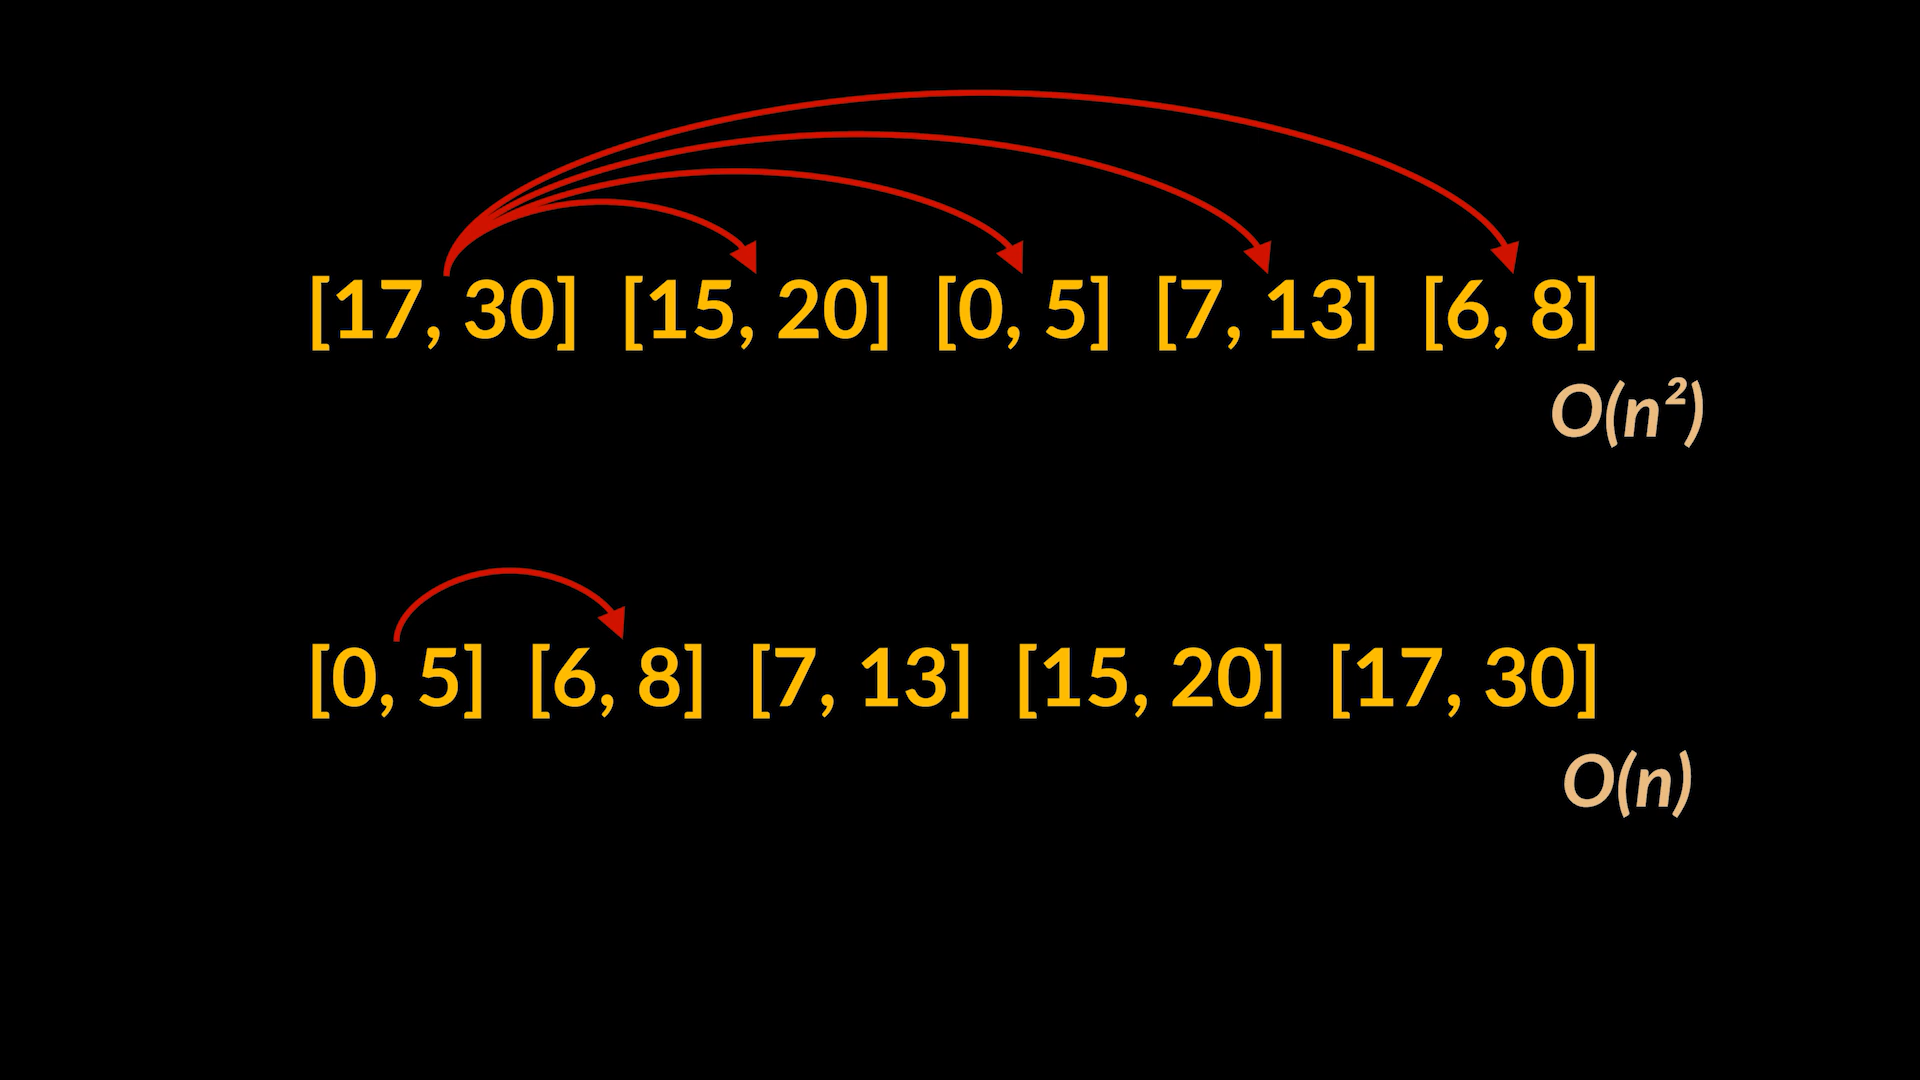 [17, 30] [15, 20] [0, 5] [7, 13] [6, 8]
O(n²)
[0, 5] [6, 8] [7, 13] [15, 20] [17, 30]
O(n)